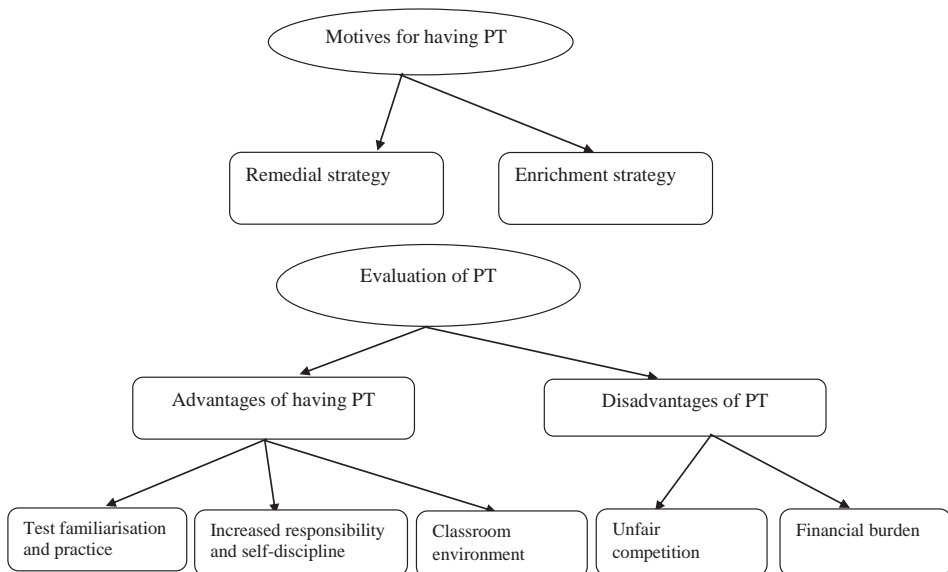 Motives for having PT
Remedial strategy
Enrichment strategy
Evaluation of PT
Advantages of having PT
Disadvantages of PT
Test familiarisation
and practice
Increased responsibility
and self-discipline
Classroom
environment
Unfair
competition
Financial burden